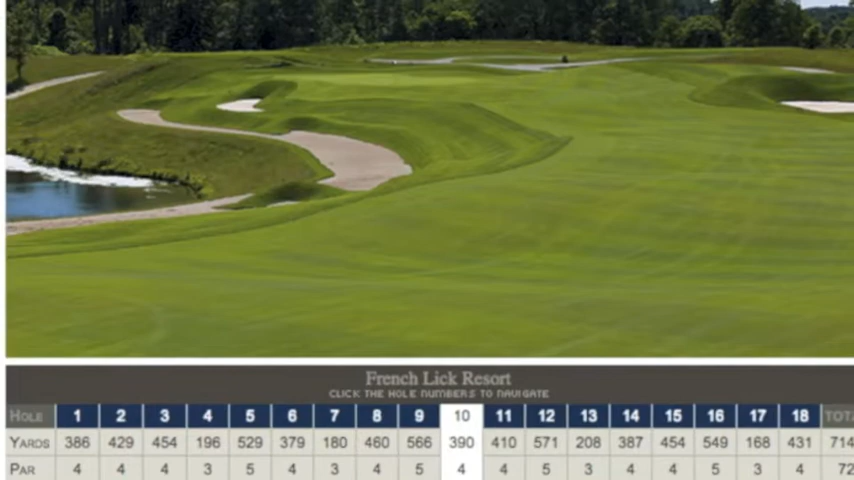 French Lick Resort
CLICK THE HOLE NUMBERS TO NAVIGATE
HOLE 1 2 3 4 5 6 7 8 9 10 11 12 13 14 15 16 17 18
YARDS 386 429 454 196 529 379 180 460 566 390 410 571 208 387 454 549 168 431
PAR 4 4 4 3 5 4 3 4 5 4 4 5 3 4 4 5 3 4 72